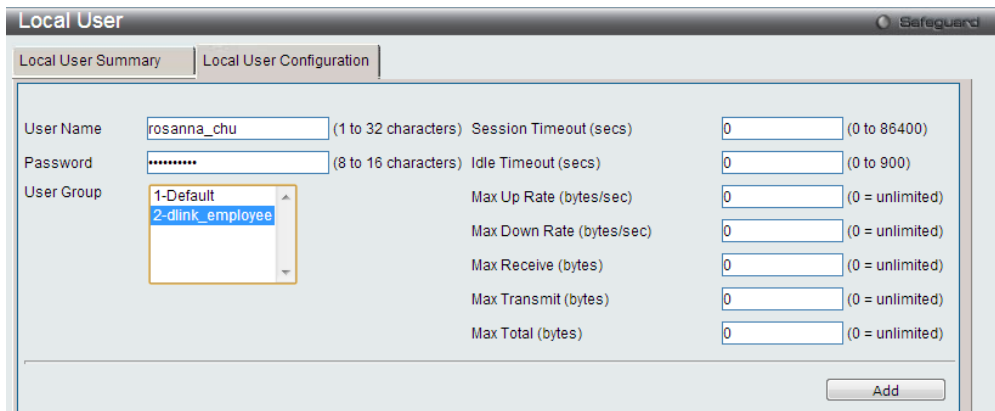 Local User
Safeguard
Local User Summary
Local User Configuration
User Name rosanna_chu (1 to 32 characters) Session Timeout (secs) 0 (0 to 86400)
Password •••••••••• (8 to 16 characters) Idle Timeout (secs) 0 (0 to 900)
User Group 1-Default Max Up Rate (bytes/sec) 0 (0 = unlimited)
2-dlink_employee
Max Down Rate (bytes/sec) 0 (0 = unlimited)
Max Receive (bytes) 0 (0 = unlimited)
Max Transmit (bytes) 0 (0 = unlimited)
Max Total (bytes) 0 (0 = unlimited)
Add